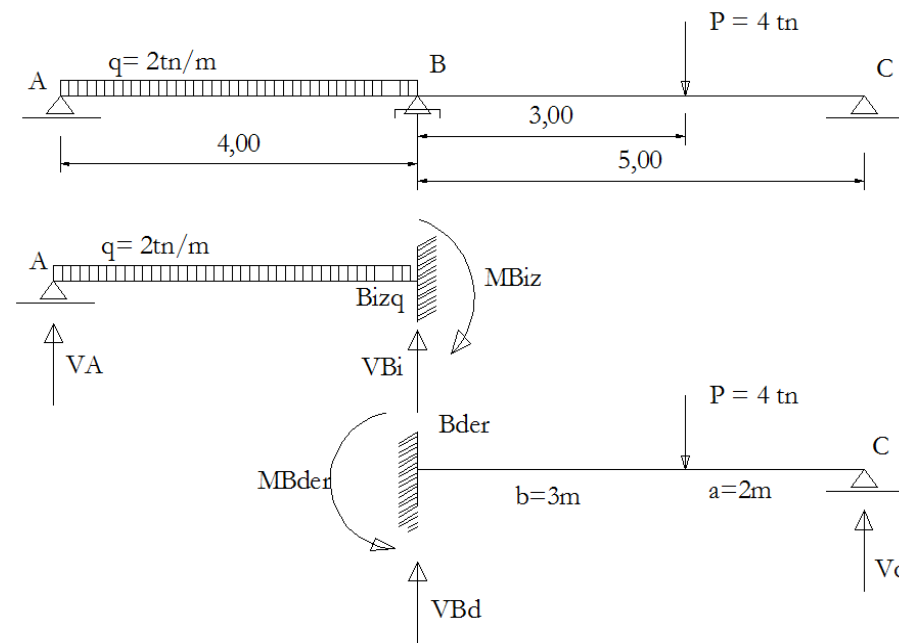 P = 4 tn
q= 2tn/m
B
A
C
3,00
4,00
5,00
q= 2tn/m
A
MBiz
Bizq
VA
VBi
P = 4 tn
Bder
C
MBder
b=3m
a=2m
VBd